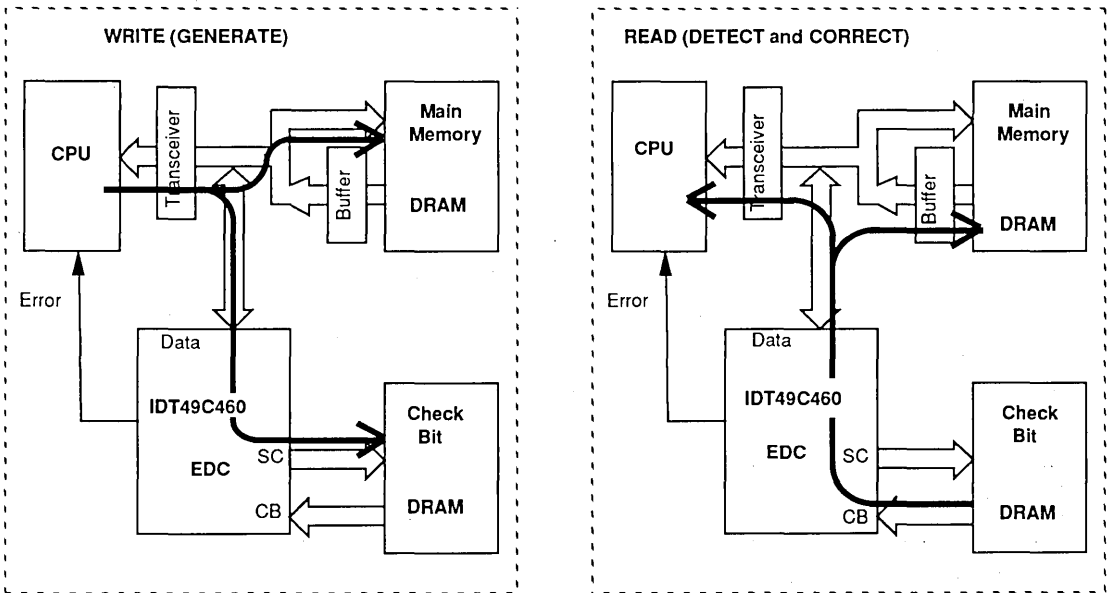 WRITE (GENERATE)
CPU
Transceiver
Main
Memory
Buffer
DRAM
Error
Data
IDT49C460
EDC
SC
CB
Check
Bit
DRAM
READ (DETECT and CORRECT)
CPU
Transceiver
Main
Memory
Buffer
DRAM
Error
Data
IDT49C460
EDC
SC
CB
Check
Bit
DRAM